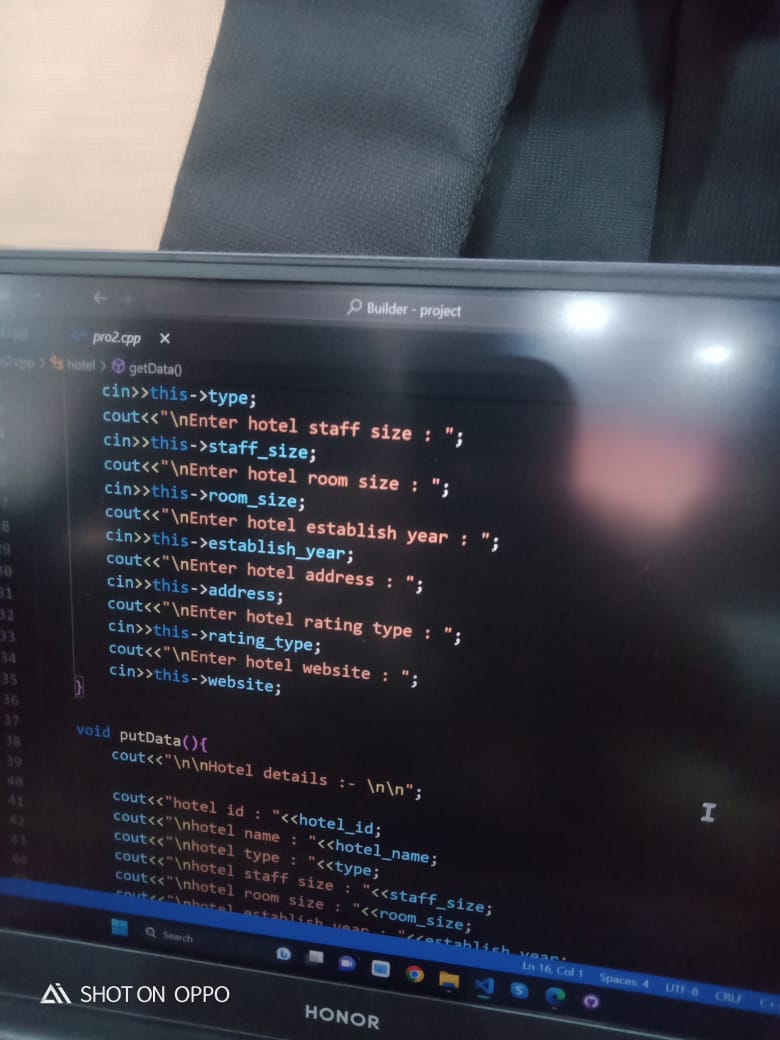 Builder - project
pro2.cpp
hotel > getData()
cin>>this->type;
cout<<"\nEnter hotel staff size : ";
cin>>this->staff_size;
cout<<"\nEnter hotel room size : ";
cin>>this->room_size;
cout<<"\nEnter hotel establish year : ";
cin>>this->establish_year;
cout<<"\nEnter hotel address : ";
cin>>this->address;
cout<<"\nEnter hotel rating type : ";
cin>>this->rating_type;
cout<<"\nEnter hotel website : ";
cin>>this->website;
}
void putData(){
cout<<"\n\nHotel details :- \n\n";
cout<<"hotel id : "<<hotel_id;
cout<<"\nhotel name : "<<hotel_name;
cout<<"\nhotel type : "<<type;
cout<<"\nhotel staff size : "<<staff_size;
cout<<"\nhotel room size : "<<room_size;
cout<<"\nhotel establish year : "<<establish_year;
Ln 16, Col 1 Spaces: 4 UTF-8 CRLF
Search
SHOT ON OPPO
HONOR